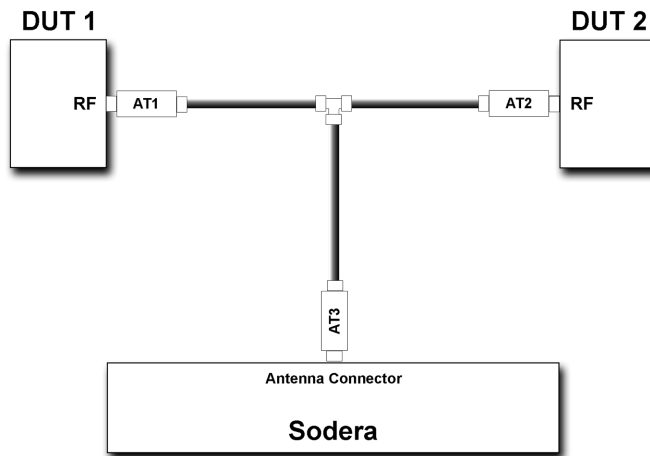 DUT 1
DUT 2
RF
AT1
AT2
RF
AT3
Antenna Connector
Sodera